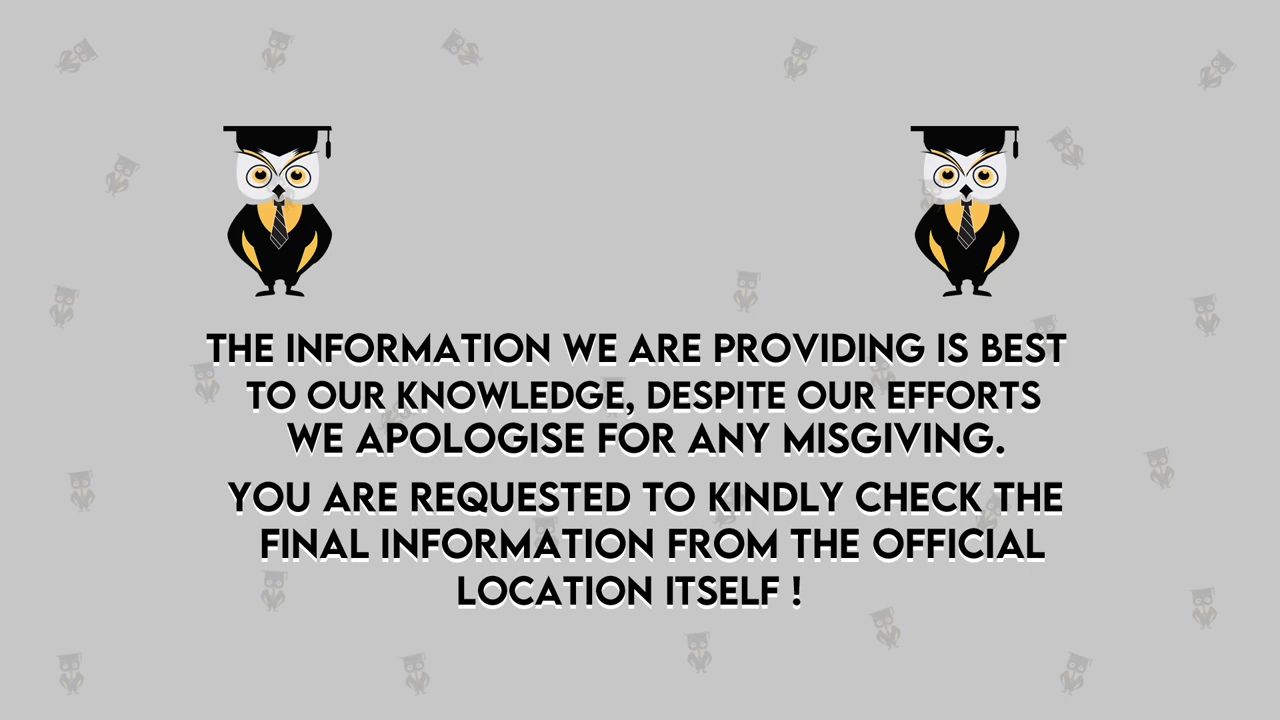 THE INFORMATION WE ARE PROVIDING IS BEST
TO OUR KNOWLEDGE, DESPITE OUR EFFORTS
WE APOLOGISE FOR ANY MISGIVING.
YOU ARE REQUESTED TO KINDLY CHECK THE
FINAL INFORMATION FROM THE OFFICIAL
LOCATION ITSELF !